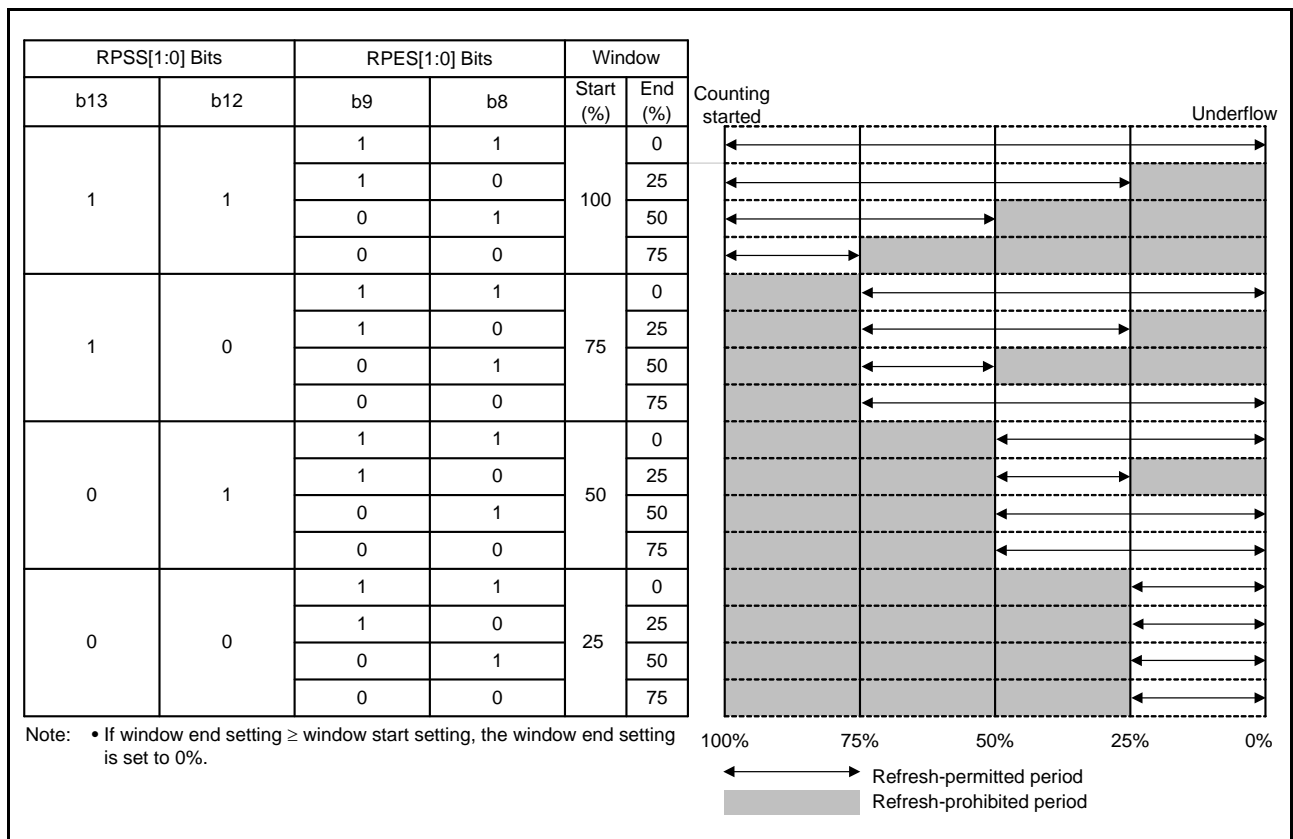 RPSS[1:0] Bits RPES[1:0] Bits Window
b13 b12 b9 b8 Start (%) End (%)
Counting started Underflow
1 1 1 1 100 0
1 0 25
0 1 50
0 0 75
1 0 1 1 75 0
1 0 25
0 1 50
0 0 75
0 1 1 1 50 0
1 0 25
0 1 50
0 0 75
0 0 1 1 25 0
1 0 25
0 1 50
0 0 75
Note: • If window end setting ≥ window start setting, the window end setting
is set to 0%.
100% 75% 50% 25% 0%
Refresh-permitted period
Refresh-prohibited period